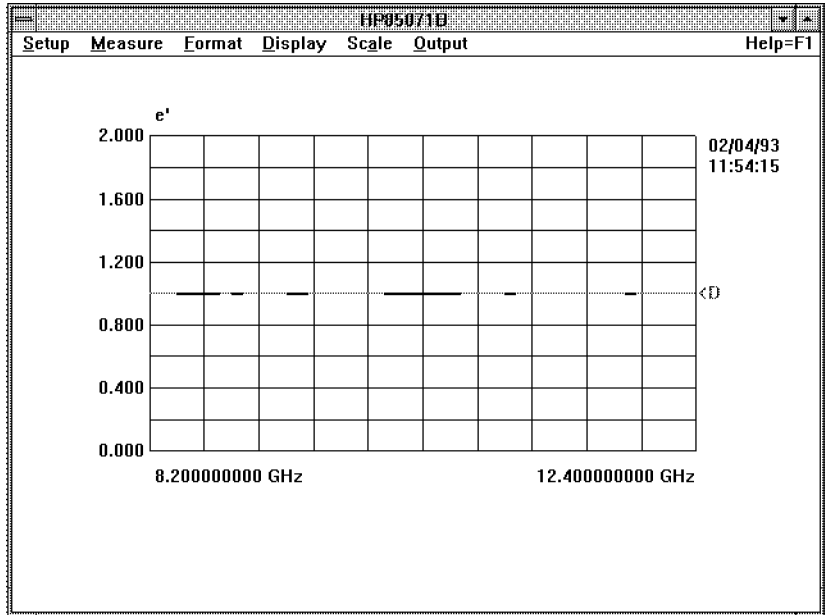 HP85071B
Setup Measure Format Display Scale Output Help=F1
e'
2.000
02/04/93
11:54:15
1.600
1.200
<D
0.800
0.400
0.000
8.200000000 GHz 12.400000000 GHz